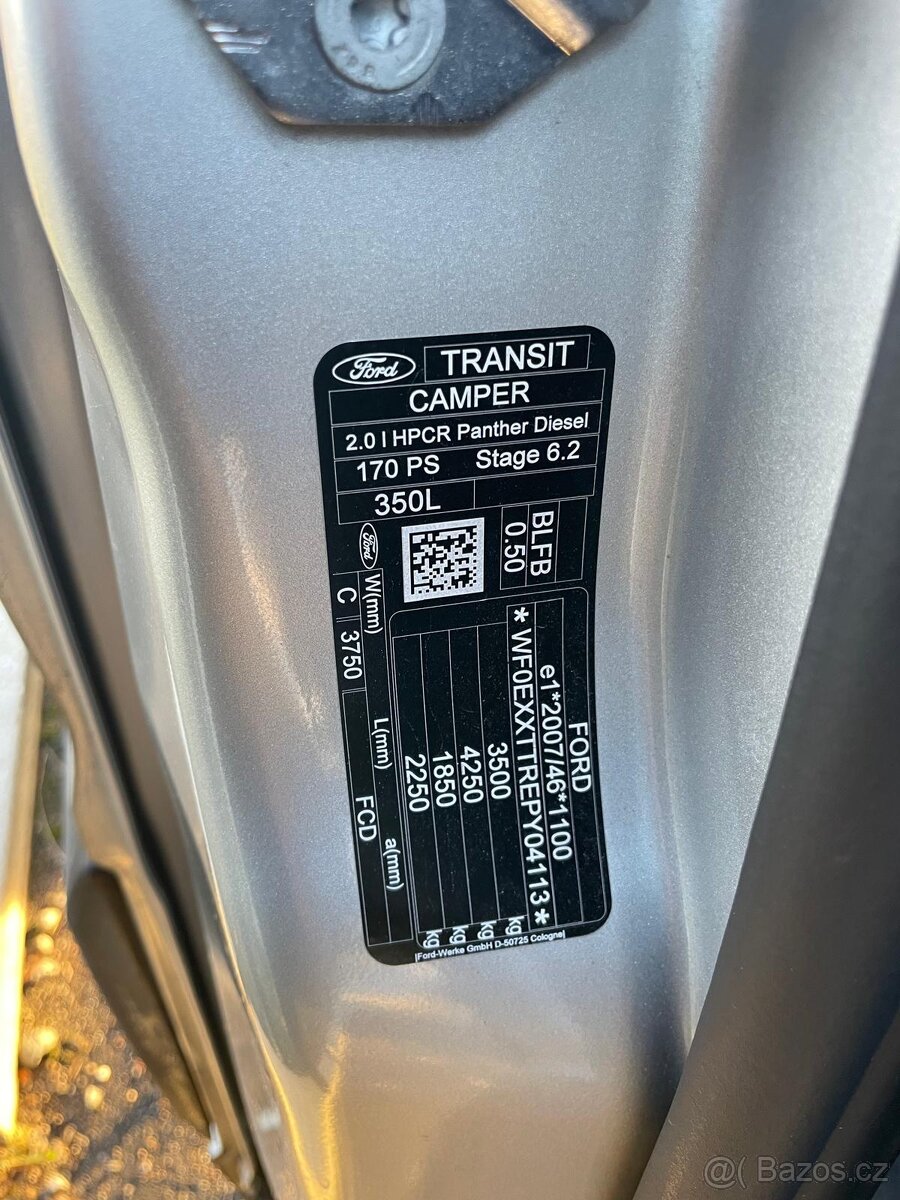 Ford TRANSIT
CAMPER
2.0 l HPCR Panther Diesel
170 PS Stage 6.2
350L
Ford
BLFB
0.50
W(mm) L(mm) a(mm)
C 3750 FCD
FORD
e1*2007/46*1100
*WF0EXXTTREPY04113*
3500 kg
4250 kg
1850 kg
2250 kg
Ford-Werke GmbH D-50725 Cologne
@( Bazos.cz